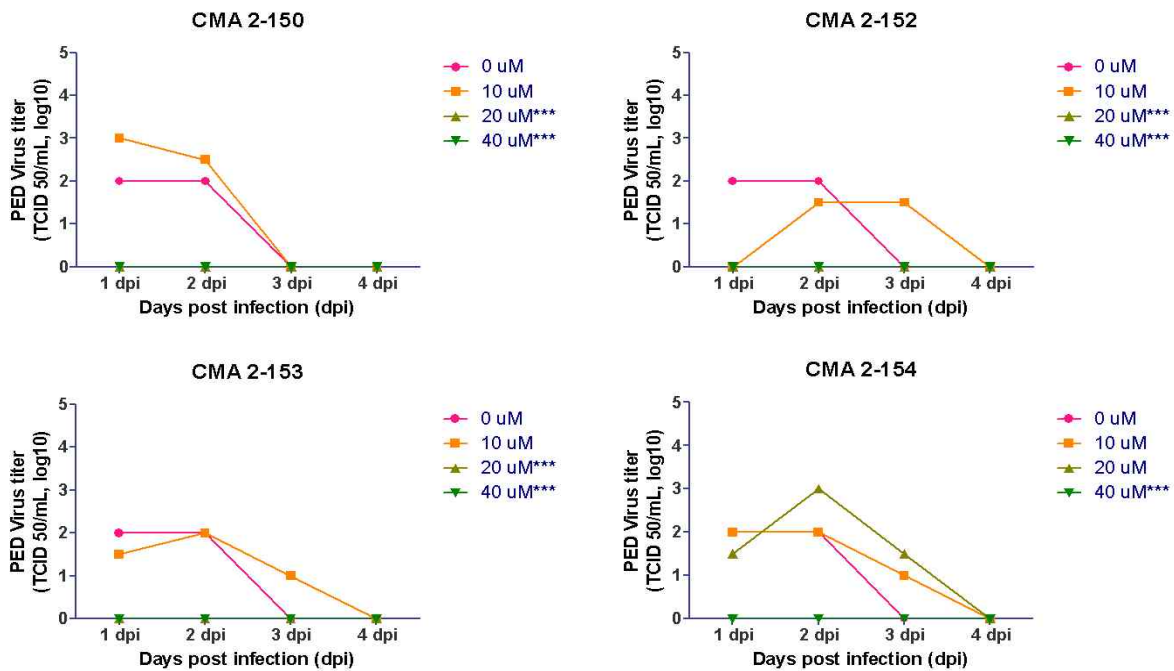 CMA 2-150
PED Virus titer
(TCID 50/mL, log10)
5
4
3
2
1
0
1 dpi 2 dpi 3 dpi 4 dpi
Days post infection (dpi)
0 uM
10 uM
20 uM***
40 uM***
CMA 2-152
PED Virus titer
(TCID 50/mL, log10)
5
4
3
2
1
0
1 dpi 2 dpi 3 dpi 4 dpi
Days post infection (dpi)
0 uM
10 uM
20 uM***
40 uM***
CMA 2-153
PED Virus titer
(TCID 50/mL, log10)
5
4
3
2
1
0
1 dpi 2 dpi 3 dpi 4 dpi
Days post infection (dpi)
0 uM
10 uM
20 uM***
40 uM***
CMA 2-154
PED Virus titer
(TCID 50/mL, log10)
5
4
3
2
1
0
1 dpi 2 dpi 3 dpi 4 dpi
Days post infection (dpi)
0 uM
10 uM
20 uM
40 uM***